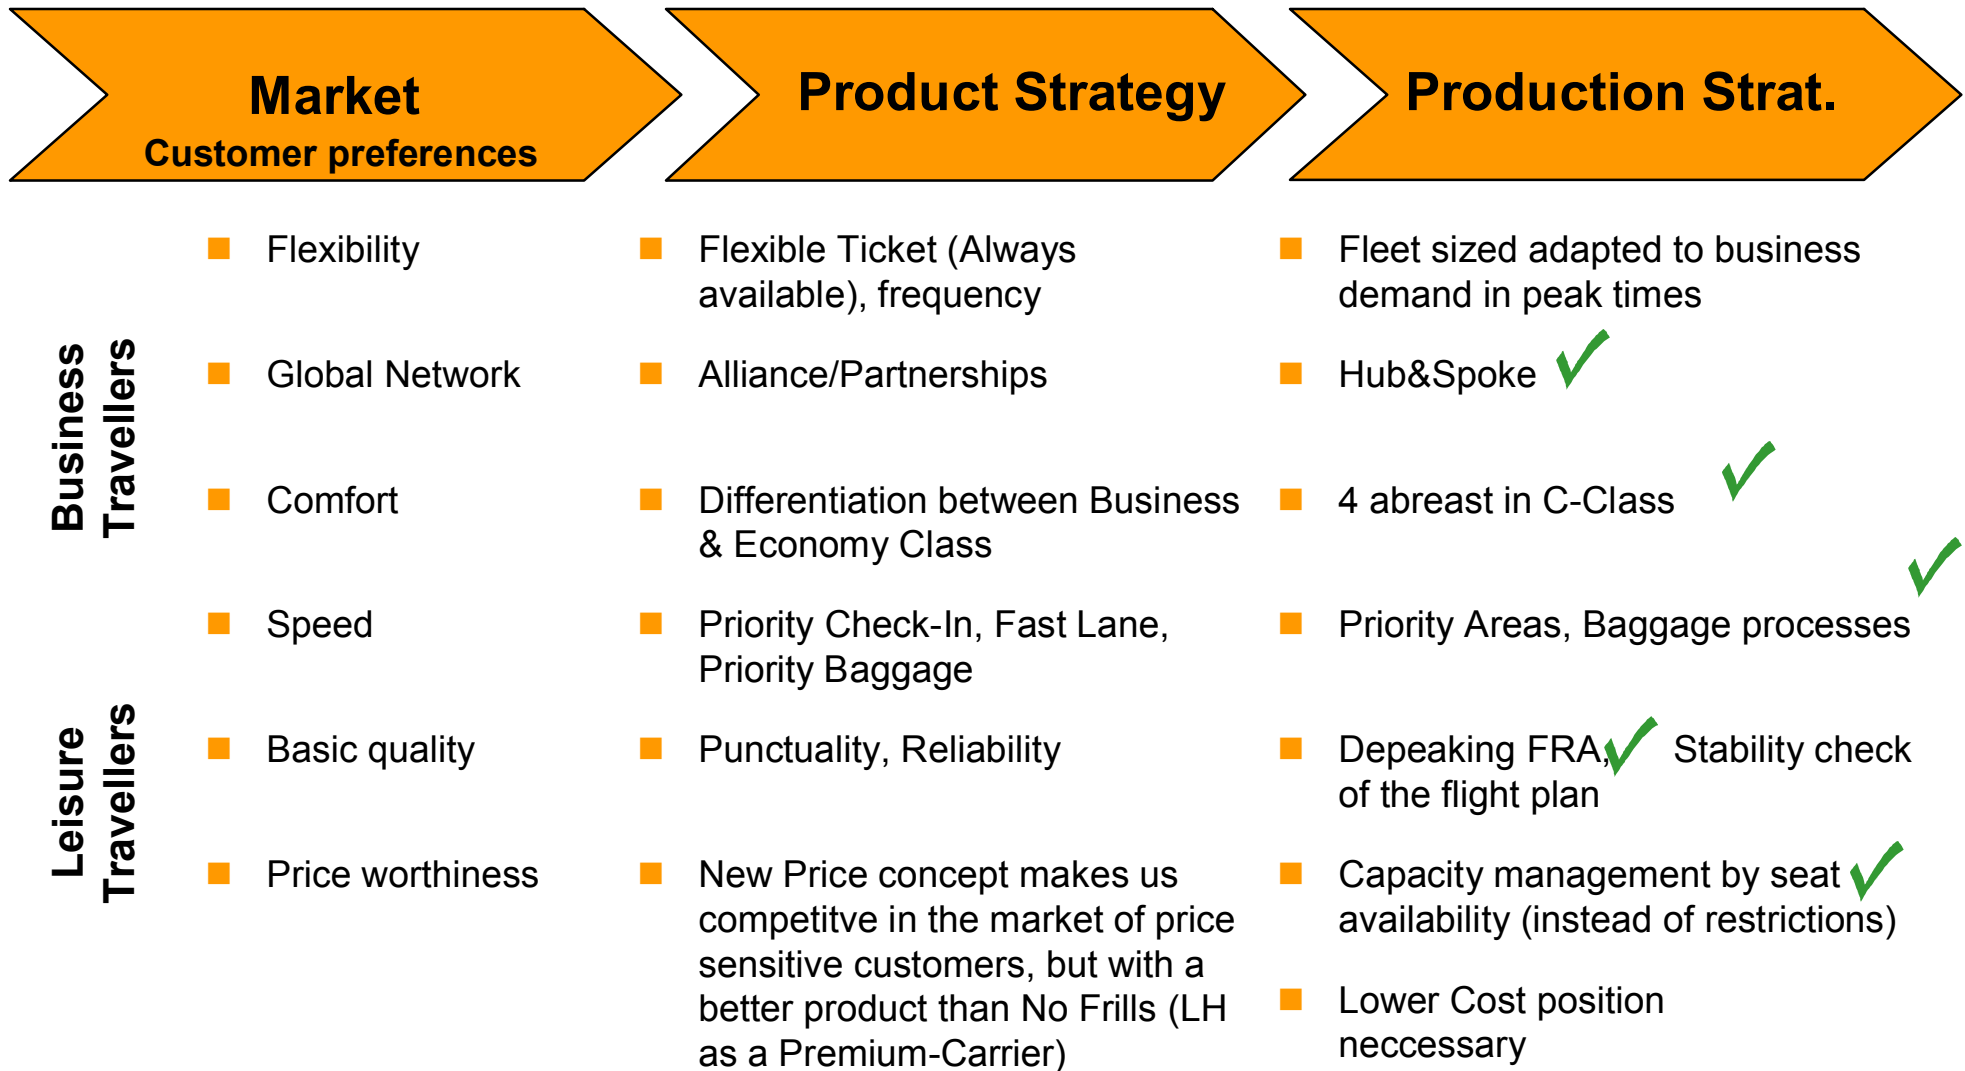 Market
Customer preferences
Product Strategy
Production Strat.
Business
Travellers
Flexibility
Flexible Ticket (Always
available), frequency
Fleet sized adapted to business
demand in peak times
Global Network
Alliance/Partnerships
Hub&Spoke
Comfort
Differentiation between Business
& Economy Class
4 abreast in C-Class
Speed
Priority Check-In, Fast Lane,
Priority Baggage
Priority Areas, Baggage processes
Leisure
Travellers
Basic quality
Punctuality, Reliability
Depeaking FRA, Stability check
of the flight plan
Price worthiness
New Price concept makes us
competitve in the market of price
sensitive customers, but with a
better product than No Frills (LH
as a Premium-Carrier)
Capacity management by seat
availability (instead of restrictions)
Lower Cost position
neccessary